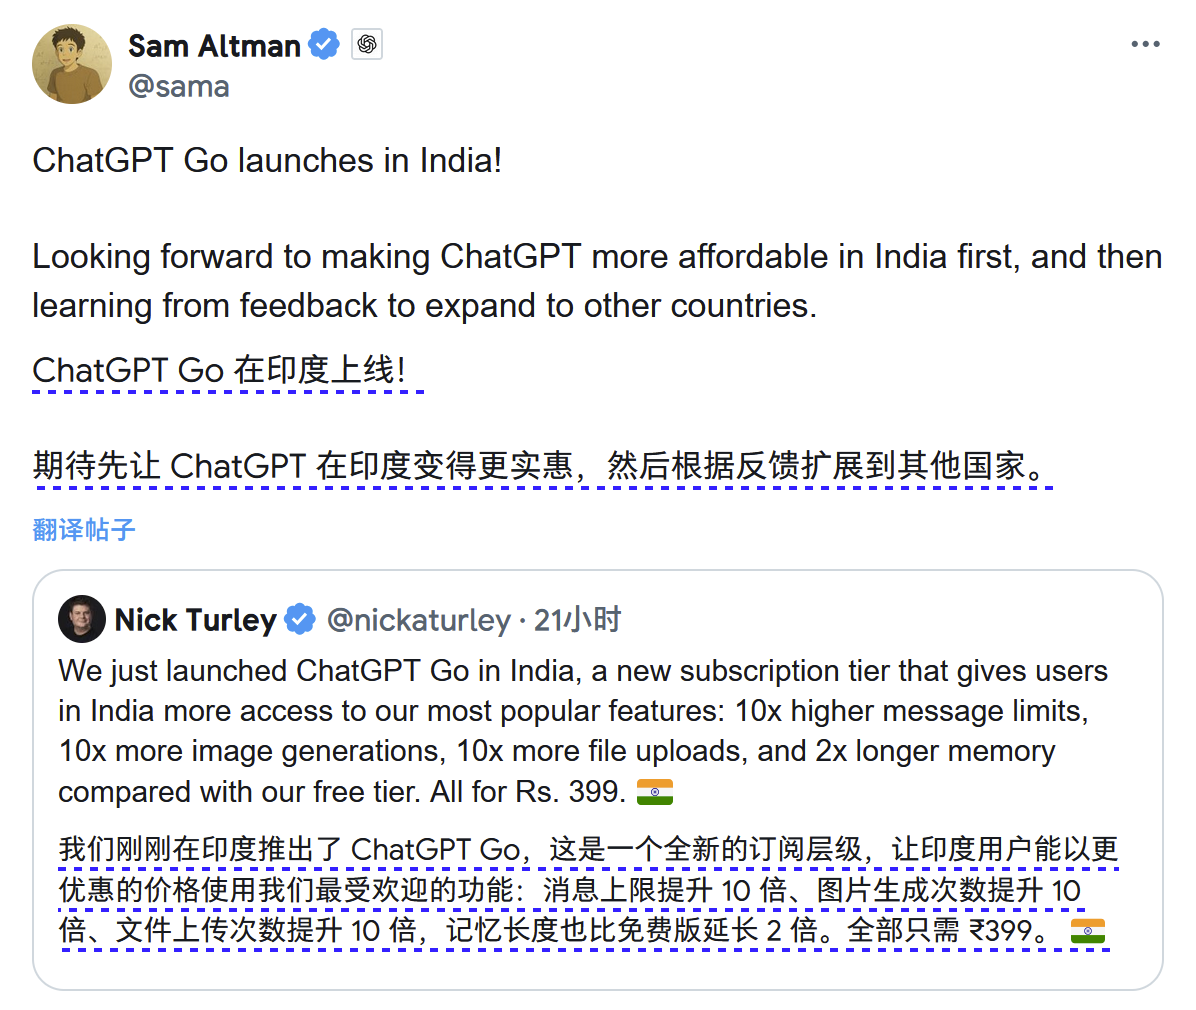 Sam Altman
@sama
ChatGPT Go launches in India!
Looking forward to making ChatGPT more affordable in India first, and then
learning from feedback to expand to other countries.
ChatGPT Go 在印度上线！
期待先让 ChatGPT 在印度变得更实惠，然后根据反馈扩展到其他国家。
翻译帖子
Nick Turley @nickaturley · 21小时
We just launched ChatGPT Go in India, a new subscription tier that gives users
in India more access to our most popular features: 10x higher message limits,
10x more image generations, 10x more file uploads, and 2x longer memory
compared with our free tier. All for Rs. 399. 🇮🇳
我们刚刚在印度推出了 ChatGPT Go，这是一个全新的订阅层级，让印度用户能以更
优惠的价格使用我们最受欢迎的功能：消息上限提升 10 倍、图片生成次数提升 10
倍、文件上传次数提升 10 倍，记忆长度也比免费版延长 2 倍。全部只需 ₹399。 🇮🇳